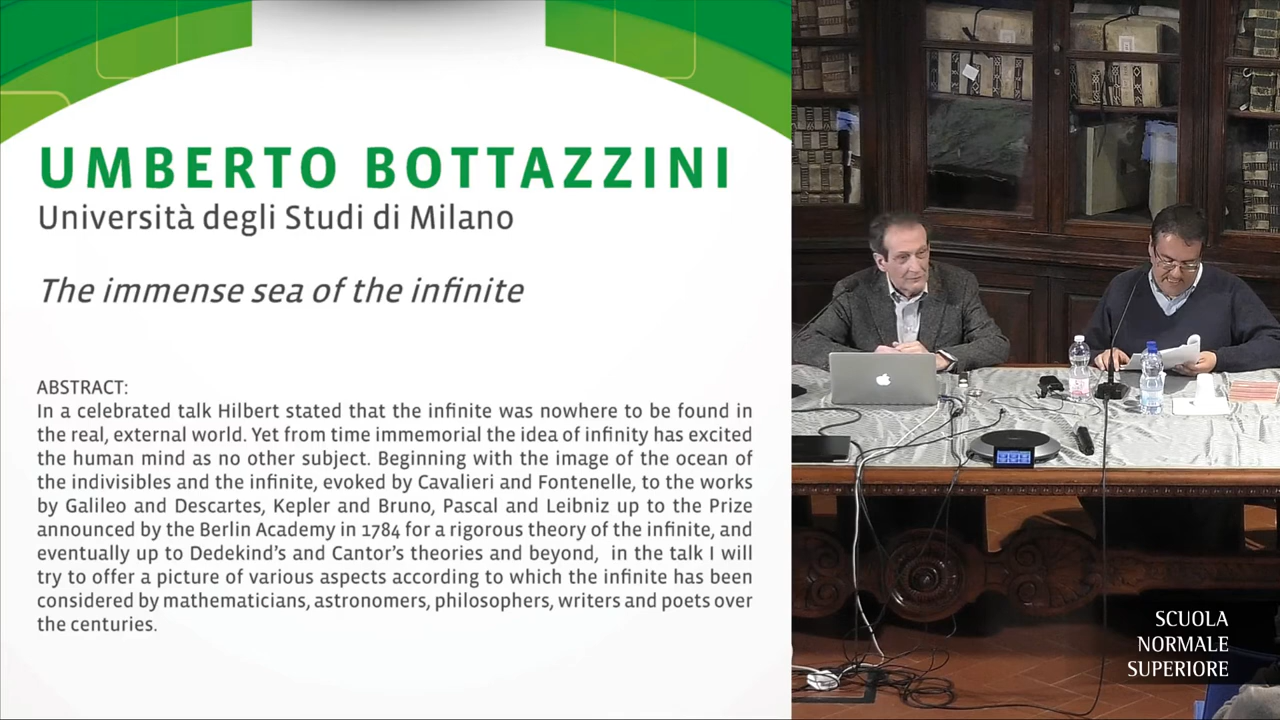 UMBERTO BOTTAZZINI
Università degli Studi di Milano
The immense sea of the infinite
ABSTRACT:
In a celebrated talk Hilbert stated that the infinite was nowhere to be found in
the real, external world. Yet from time immemorial the idea of infinity has excited
the human mind as no other subject. Beginning with the image of the ocean of
the indivisibles and the infinite, evoked by Cavalieri and Fontenelle, to the works
by Galileo and Descartes, Kepler and Bruno, Pascal and Leibniz up to the Prize
announced by the Berlin Academy in 1784 for a rigorous theory of the infinite, and
eventually up to Dedekind's and Cantor's theories and beyond, in the talk I will
try to offer a picture of various aspects according to which the infinite has been
considered by mathematicians, astronomers, philosophers, writers and poets over
the centuries.
SCUOLA
NORMALE
SUPERIORE